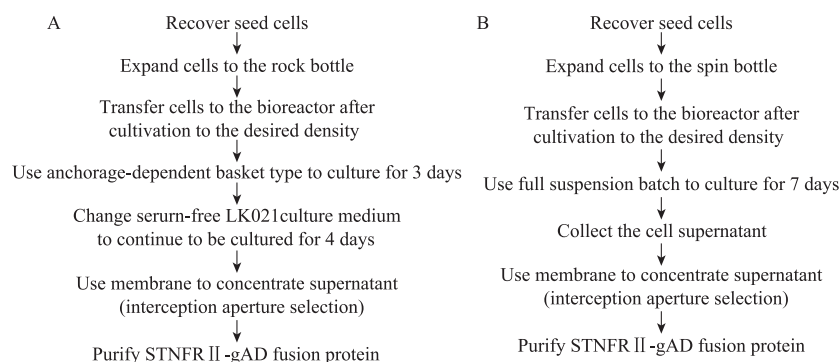 A
Recover seed cells
Expand cells to the rock bottle
Transfer cells to the bioreactor after
cultivation to the desired density
Use anchorage-dependent basket type to culture for 3 days
Change serurn-free LK021culture medium
to continue to be cultured for 4 days
Use membrane to concentrate supernatant
(interception aperture selection)
Purify STNFRⅡ-gAD fusion protein
B
Recover seed cells
Expand cells to the spin bottle
Transfer cells to the bioreactor after
cultivation to the desired density
Use full suspension batch to culture for 7 days
Collect the cell supernatant
Use membrane to concentrate supernatant
(interception aperture selection)
Purify STNFRⅡ-gAD fusion protein